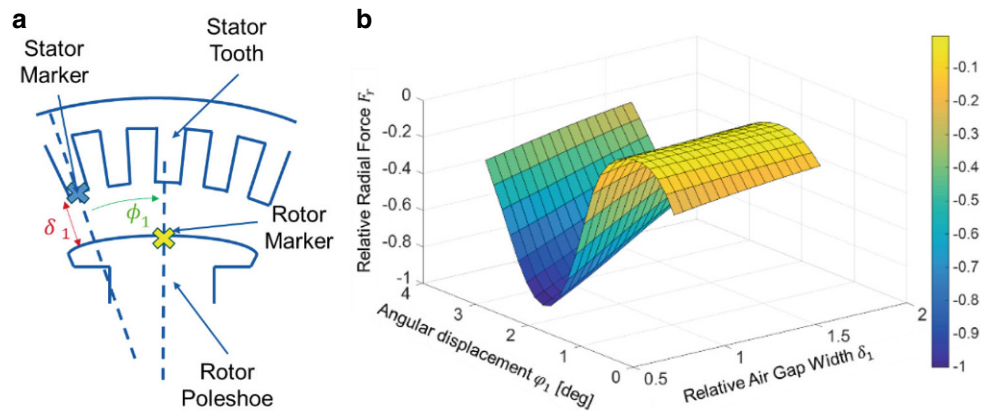 a
Stator
Marker
Stator
Tooth
ϕ₁
δ₁
Rotor
Marker
Rotor
Poleshoe
b
Relative Radial Force Fᵣ
0
-0.2
-0.4
-0.6
-0.8
-1
4
3
2
1
0
Angular displacement φ₁ [deg]
0.5
1
1.5
2
Relative Air Gap Width δ₁
-0.1
-0.2
-0.3
-0.4
-0.5
-0.6
-0.7
-0.8
-0.9
-1